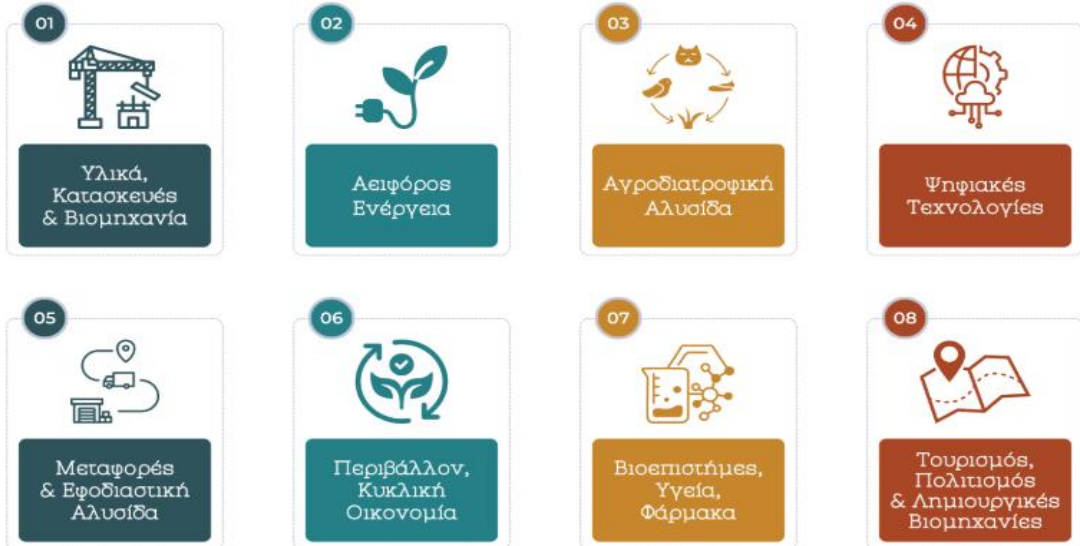 01
Υλικά,
Κατασκευές
& Βιομηχανία
02
Αειφόρος
Ενέργεια
03
Αγροδιατροφική
Αλυσίδα
04
Ψηφιακές
Τεχνολογίες
05
Μεταφορές
& Εφοδιαστική
Αλυσίδα
06
Περιβάλλον,
Κυκλική
Οικονομία
07
Βιοεπιστήμες,
Υγεία,
Φάρμακα
08
Τουρισμός,
Πολιτισμός
& Δημιουργικές
Βιομηχανίες